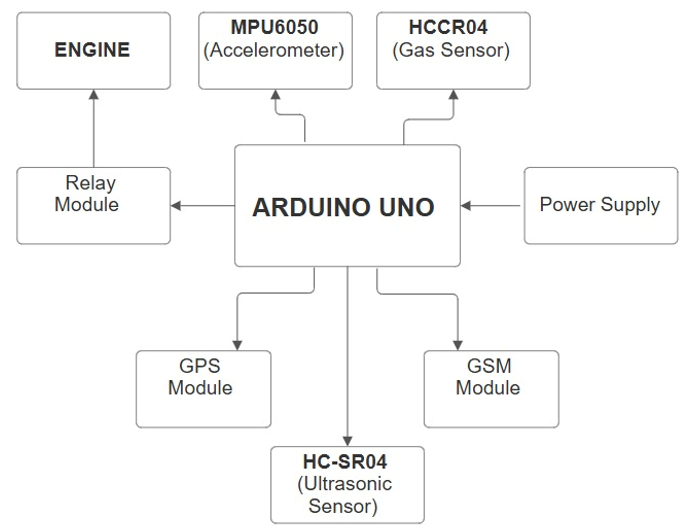 ENGINE
MPU6050
(Accelerometer)
HCCR04
(Gas Sensor)
Relay
Module
ARDUINO UNO
Power Supply
GPS
Module
GSM
Module
HC-SR04
(Ultrasonic
Sensor)